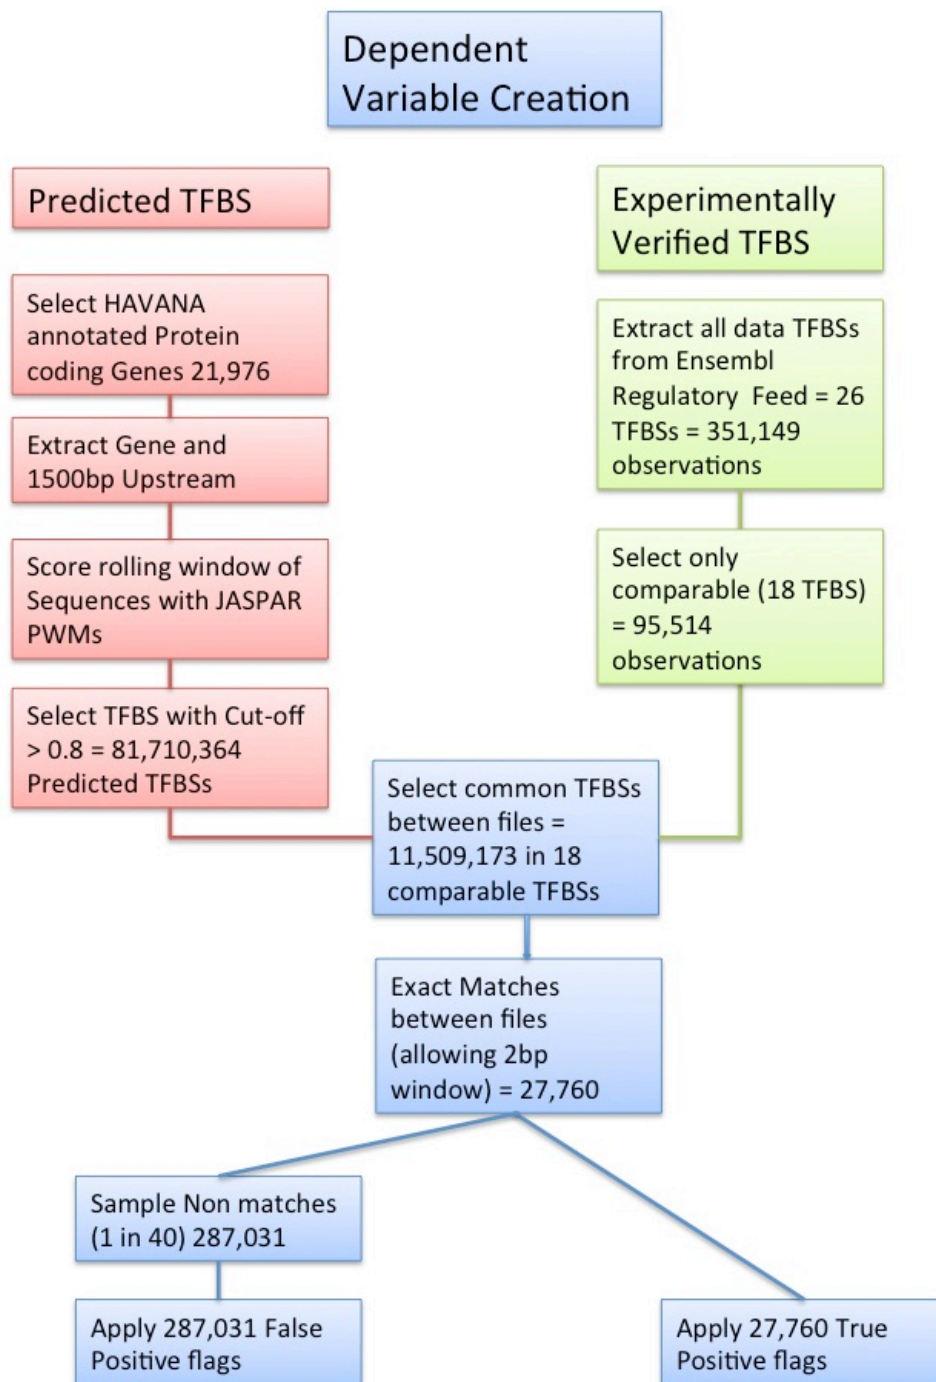 Dependent
Variable Creation
Predicted TFBS
Experimentally
Verified TFBS
Select HAVANA
annotated Protein
coding Genes 21,976
Extract all data TFBSs
from Ensembl
Regulatory  Feed = 26
TFBSs = 351,149
observations
Extract Gene and
1500bp Upstream
Score rolling window of
Sequences with JASPAR
PWMs
Select only
comparable (18 TFBS)
= 95,514
observations
Select TFBS with Cut-off
> 0.8 = 81,710,364
Predicted TFBSs
Select common TFBSs
between files =
11,509,173 in 18
comparable TFBSs
Exact Matches
between files
(allowing 2bp
window) = 27,760
Sample Non matches
(1 in 40) 287,031
Apply 287,031 False
Positive flags
Apply 27,760 True
Positive flags